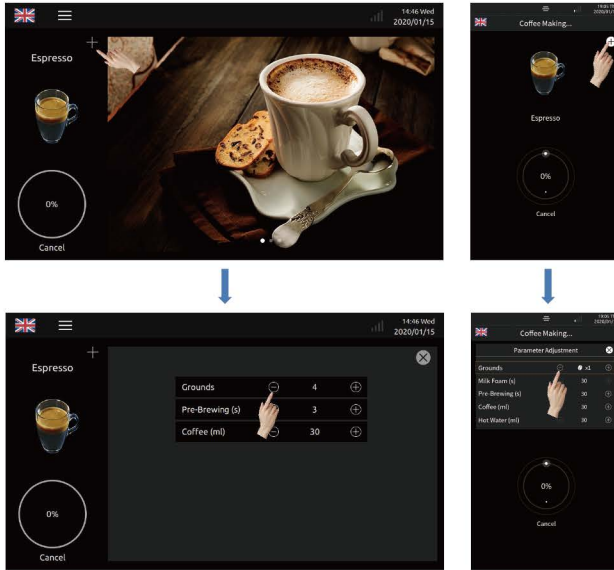 14:46 Wed
2020/01/15
Espresso
0%
Cancel
Coffee Making...
Espresso
0%
Cancel
14:46 Wed
2020/01/15
Espresso
Grounds 4
Pre-Brewing (s) 3
Coffee (ml) 30
0%
Cancel
Coffee Making...
Parameter Adjustment
Grounds x1
Milk Foam (s) 30
Pre-Brewing (s) 30
Coffee (ml) 30
Hot Water (ml) 30
0%
Cancel